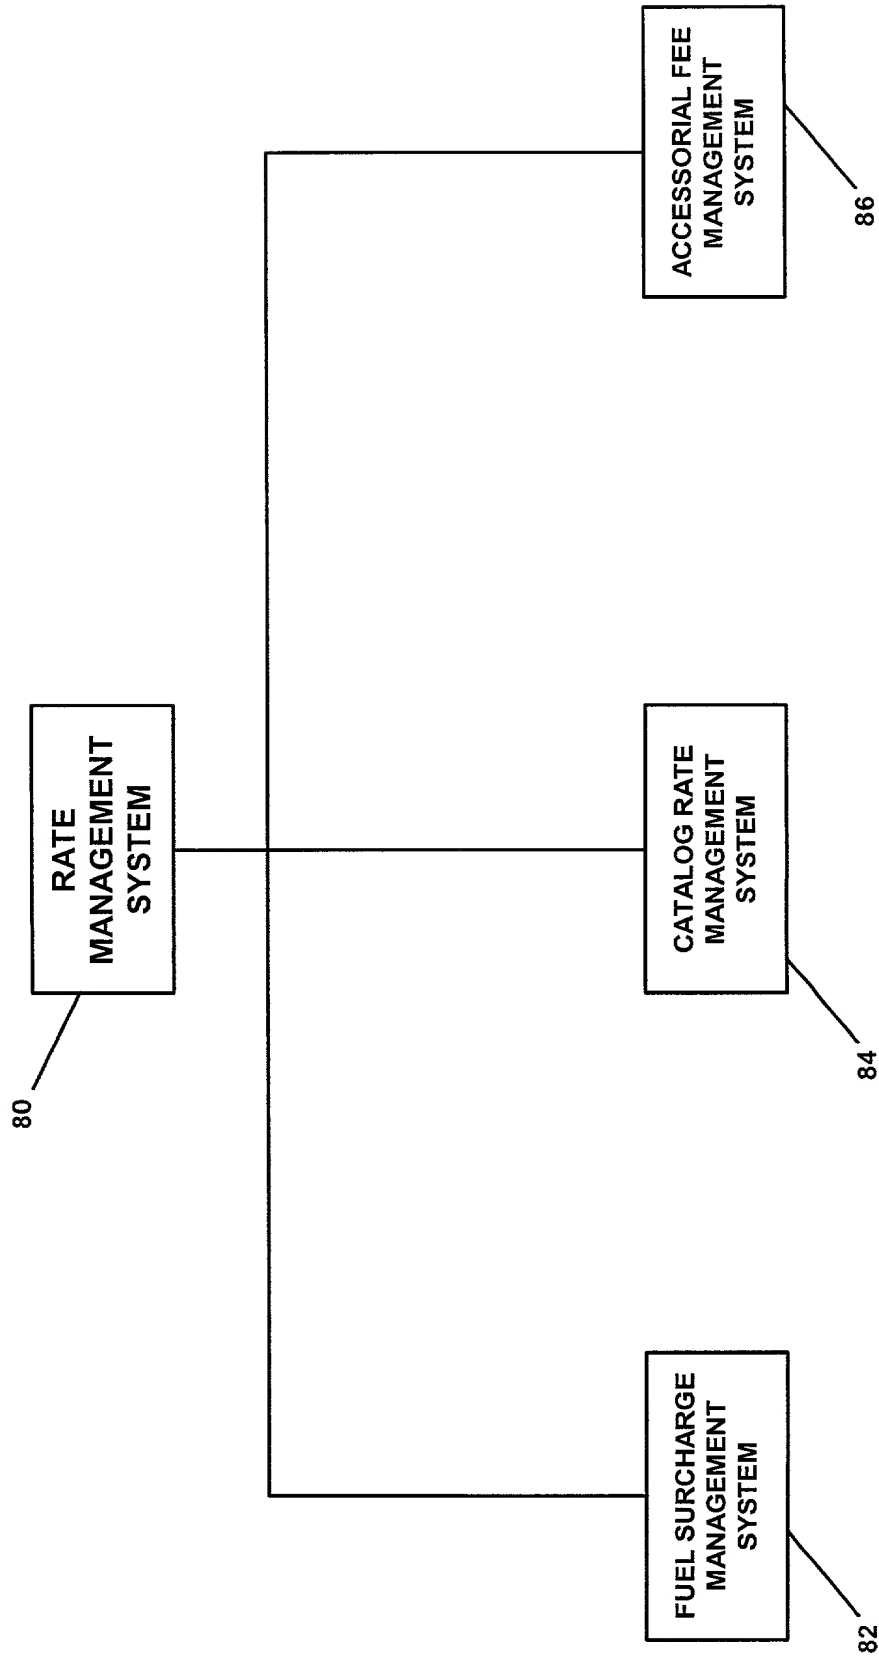 80
RATE
MANAGEMENT
SYSTEM
FUEL SURCHARGE
MANAGEMENT
SYSTEM
82
CATALOG RATE
MANAGEMENT
SYSTEM
84
ACCESSORIAL FEE
MANAGEMENT
SYSTEM
86